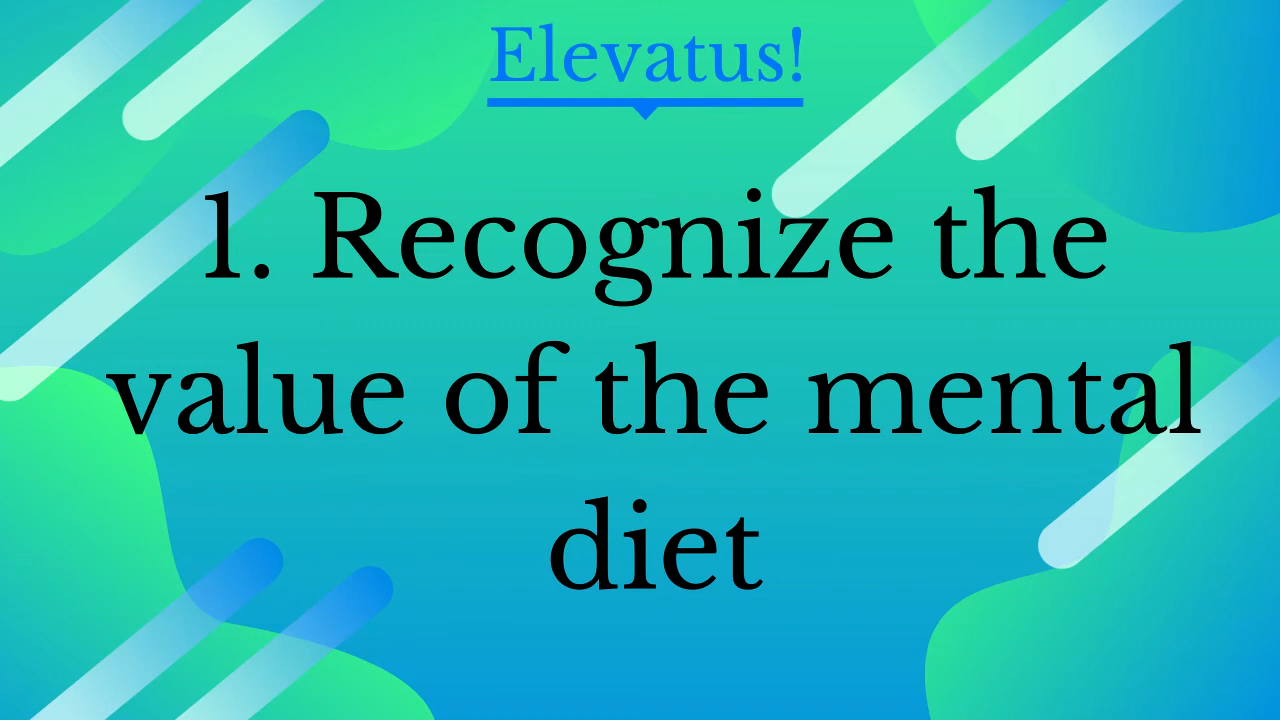 Elevatus!
1. Recognize the
value of the mental
diet